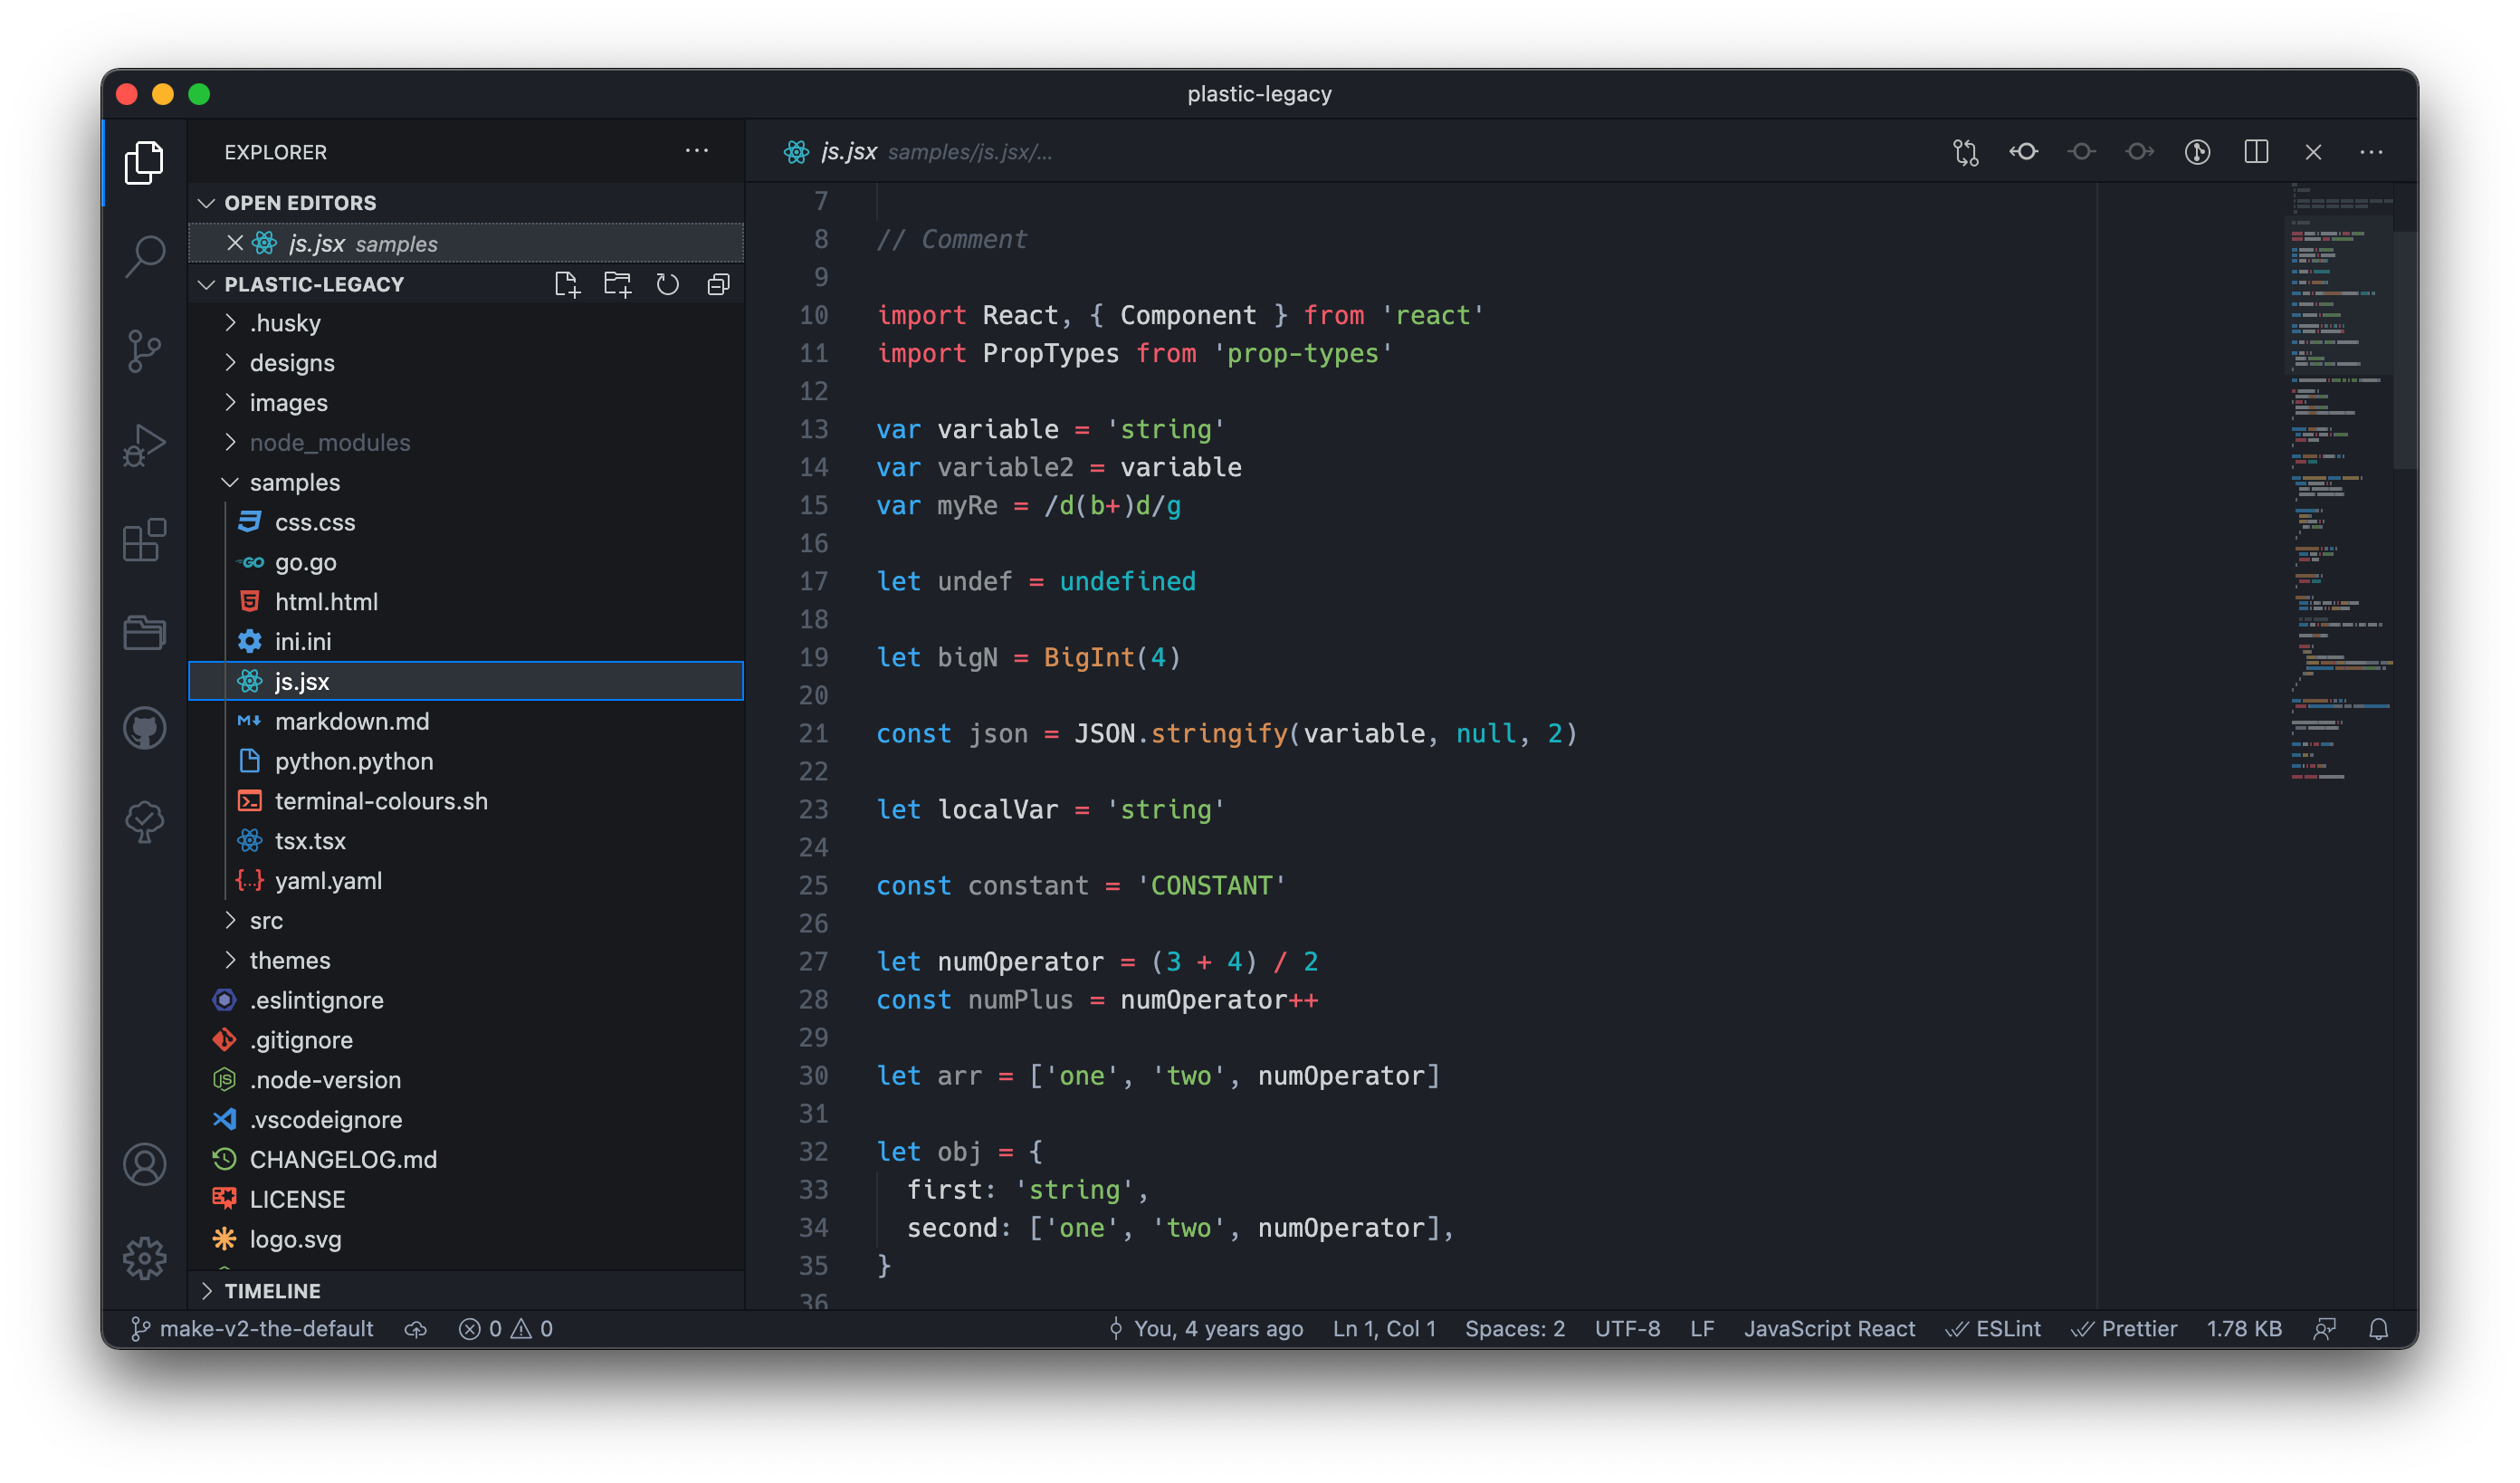 plastic-legacy
EXPLORER
OPEN EDITORS
js.jsx samples
PLASTIC-LEGACY
.husky
designs
images
node_modules
samples
css.css
go.go
html.html
ini.ini
js.jsx
markdown.md
python.python
terminal-colours.sh
tsx.tsx
yaml.yaml
src
themes
.eslintignore
.gitignore
.node-version
.vscodeignore
CHANGELOG.md
LICENSE
logo.svg
TIMELINE
js.jsx samples/js.jsx/...
7
8 // Comment
9
10 import React, { Component } from 'react'
11 import PropTypes from 'prop-types'
12
13 var variable = 'string'
14 var variable2 = variable
15 var myRe = /d(b+)d/g
16
17 let undef = undefined
18
19 let bigN = BigInt(4)
20
21 const json = JSON.stringify(variable, null, 2)
22
23 let localVar = 'string'
24
25 const constant = 'CONSTANT'
26
27 let numOperator = (3 + 4) / 2
28 const numPlus = numOperator++
29
30 let arr = ['one', 'two', numOperator]
31
32 let obj = {
33 first: 'string',
34 second: ['one', 'two', numOperator],
35 }
36
make-v2-the-default 0 0 You, 4 years ago Ln 1, Col 1 Spaces: 2 UTF-8 LF JavaScript React ESLint Prettier 1.78 KB